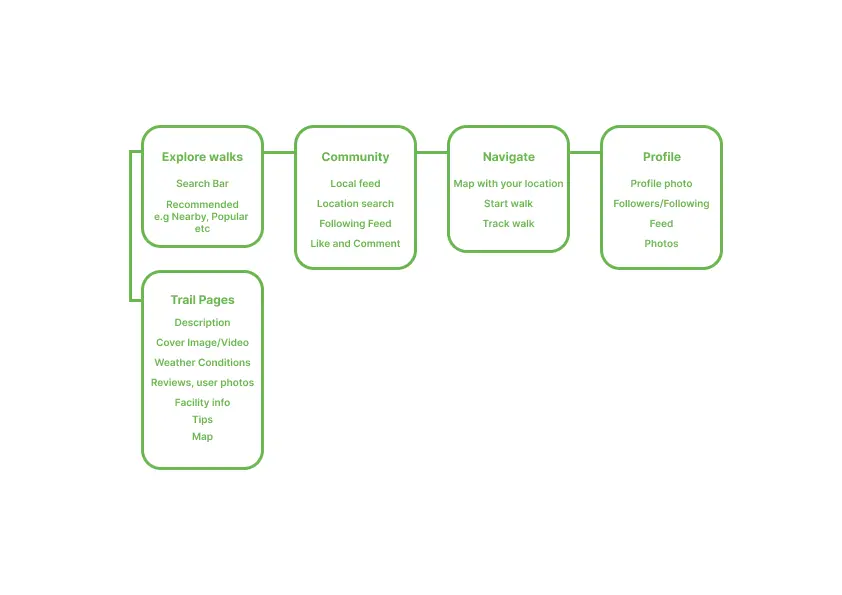 Explore walks
Search Bar
Recommended
e.g Nearby, Popular
etc
Community
Local feed
Location search
Following Feed
Like and Comment
Navigate
Map with your location
Start walk
Track walk
Profile
Profile photo
Followers/Following
Feed
Photos
Trail Pages
Description
Cover Image/Video
Weather Conditions
Reviews, user photos
Facility info
Tips
Map